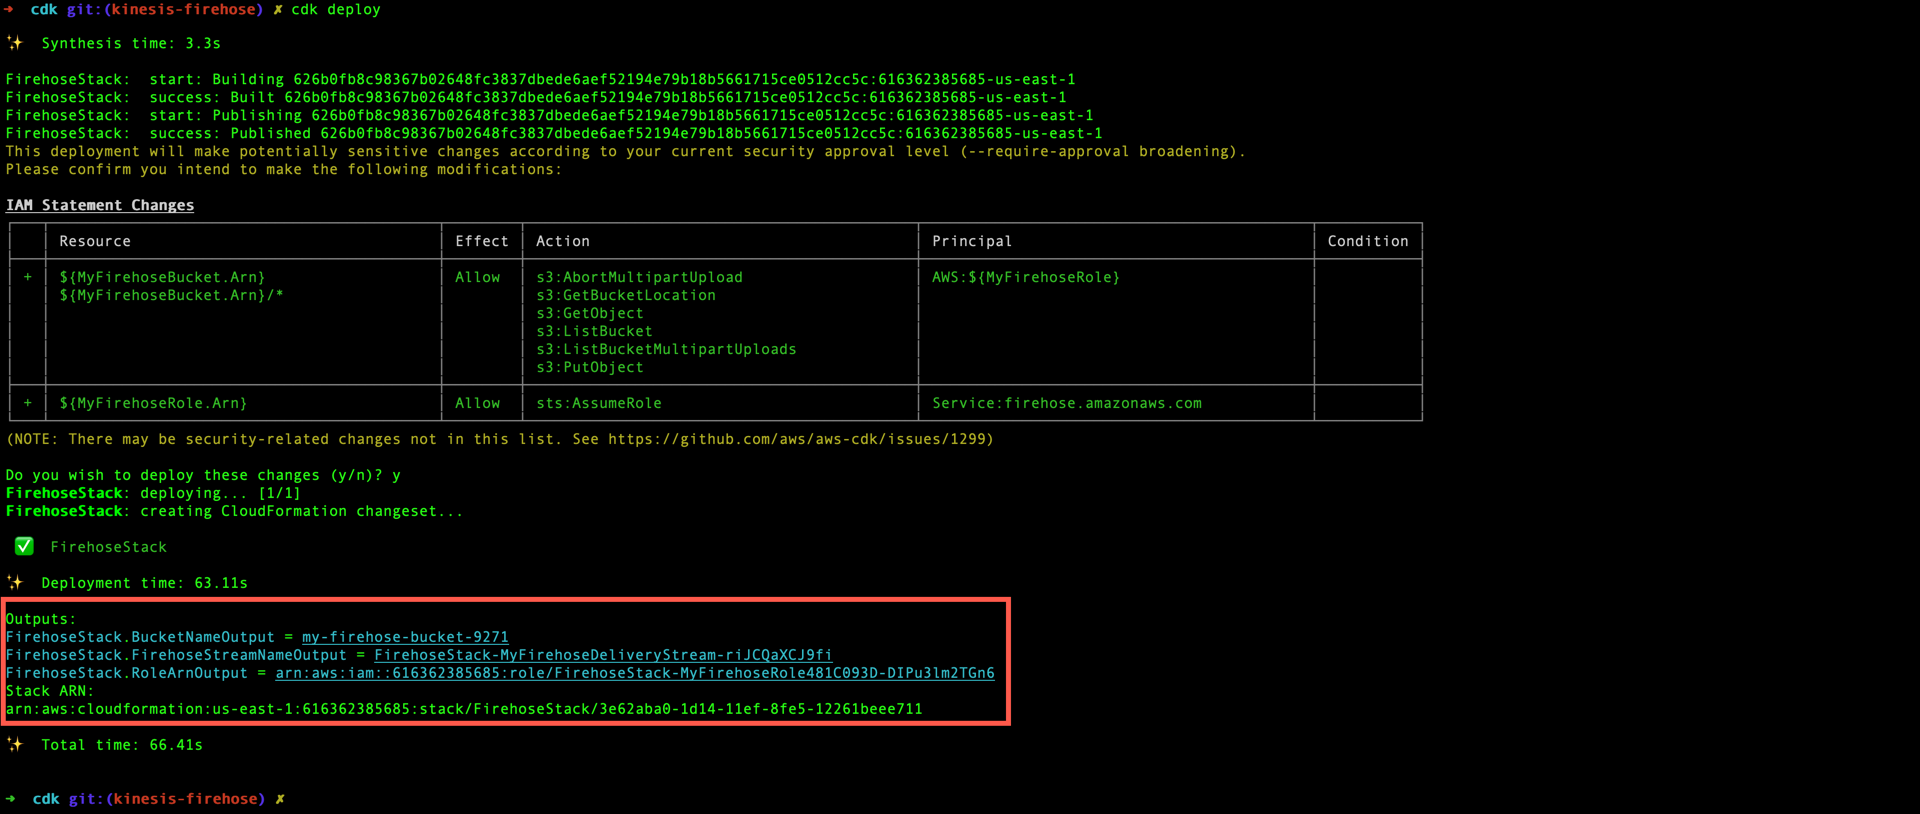 → cdk git:(kinesis-firehose) ✗ cdk deploy
✨ Synthesis time: 3.3s
FirehoseStack: start: Building 626b0fb8c98367b02648fc3837dbede6aef52194e79b18b5661715ce0512cc5c:616362385685-us-east-1
FirehoseStack: success: Built 626b0fb8c98367b02648fc3837dbede6aef52194e79b18b5661715ce0512cc5c:616362385685-us-east-1
FirehoseStack: start: Publishing 626b0fb8c98367b02648fc3837dbede6aef52194e79b18b5661715ce0512cc5c:616362385685-us-east-1
FirehoseStack: success: Published 626b0fb8c98367b02648fc3837dbede6aef52194e79b18b5661715ce0512cc5c:616362385685-us-east-1
This deployment will make potentially sensitive changes according to your current security approval level (--require-approval broadening).
Please confirm you intend to make the following modifications:
IAM Statement Changes
Resource Effect Action Principal Condition
+ ${MyFirehoseBucket.Arn} Allow s3:AbortMultipartUpload AWS:${MyFirehoseRole}
${MyFirehoseBucket.Arn}/* s3:GetBucketLocation
s3:GetObject
s3:ListBucket
s3:ListBucketMultipartUploads
s3:PutObject
+ ${MyFirehoseRole.Arn} Allow sts:AssumeRole Service:firehose.amazonaws.com
(NOTE: There may be security-related changes not in this list. See https://github.com/aws/aws-cdk/issues/1299)
Do you wish to deploy these changes (y/n)? y
FirehoseStack: deploying... [1/1]
FirehoseStack: creating CloudFormation changeset...
✅ FirehoseStack
✨ Deployment time: 63.11s
Outputs:
FirehoseStack.BucketNameOutput = my-firehose-bucket-9271
FirehoseStack.FirehoseStreamNameOutput = FirehoseStack-MyFirehoseDeliveryStream-riJCQaXCJ9fi
FirehoseStack.RoleArnOutput = arn:aws:iam::616362385685:role/FirehoseStack-MyFirehoseRole481C093D-DIPu3lm2TGn6
Stack ARN:
arn:aws:cloudformation:us-east-1:616362385685:stack/FirehoseStack/3e62aba0-1d14-11ef-8fe5-12261beee711
✨ Total time: 66.41s
→ cdk git:(kinesis-firehose) ✗